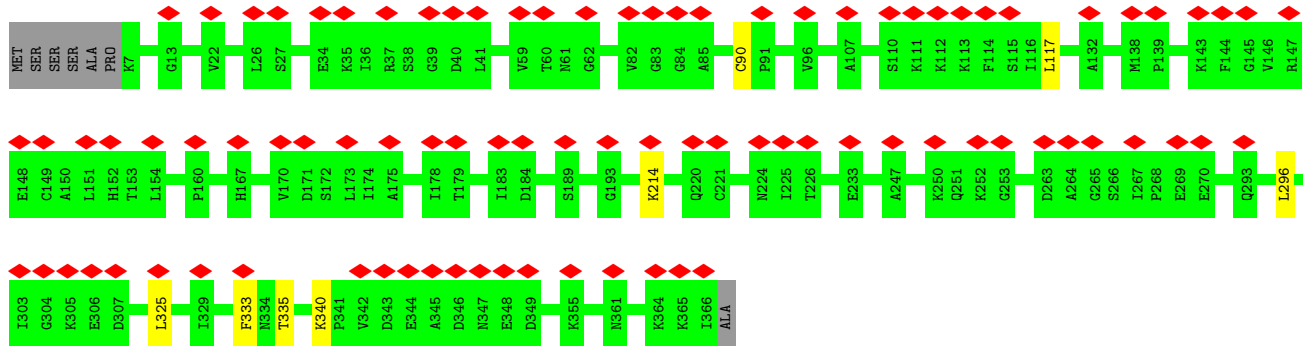 MET SER SER SER ALA PRO K7 G13 V22 L26 S27 E34 K35 I36 R37 S38 G39 D40 L41 V59 T60 N61 G62 V82 G83 G84 A85 C90 P91 V96 A107 S110 K111 K112 K113 F114 S115 I116 L117 A132 M138 P139 K143 F144 G145 V146 R147
E148 C149 A150 L151 H152 T153 L154 P160 H167 V170 D171 S172 L173 I174 A175 I178 T179 I183 D184 S189 G193 K214 Q220 C221 N224 I225 T226 E233 A247 K250 Q251 K252 G253 D263 A264 G265 S266 I267 P268 E269 E270 Q293 L296
I303 G304 K305 E306 D307 L325 I329 F333 N334 T335 K340 P341 V342 D343 E344 A345 D346 N347 E348 D349 K355 N361 K364 K365 I366 ALA